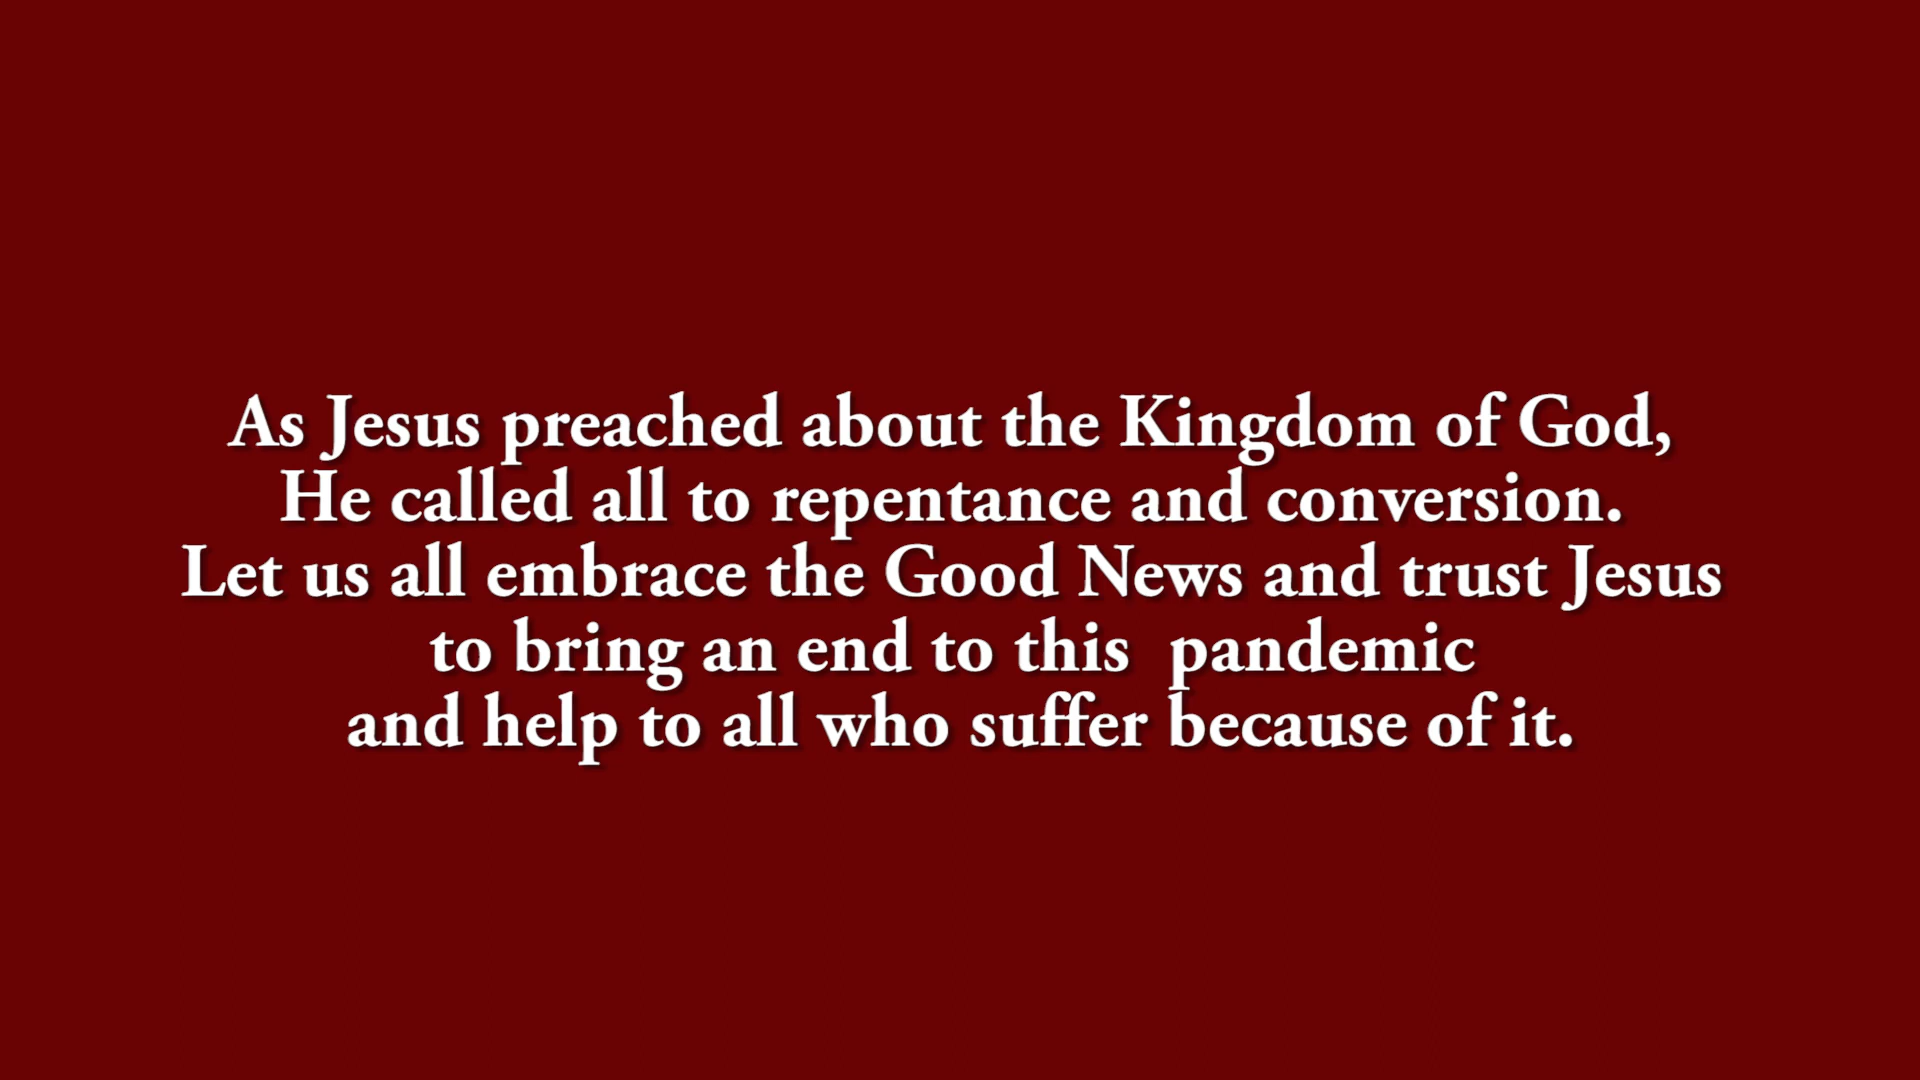 As Jesus preached about the Kingdom of God,
He called all to repentance and conversion.
Let us all embrace the Good News and trust Jesus
to bring an end to this  pandemic
and help to all who suffer because of it.